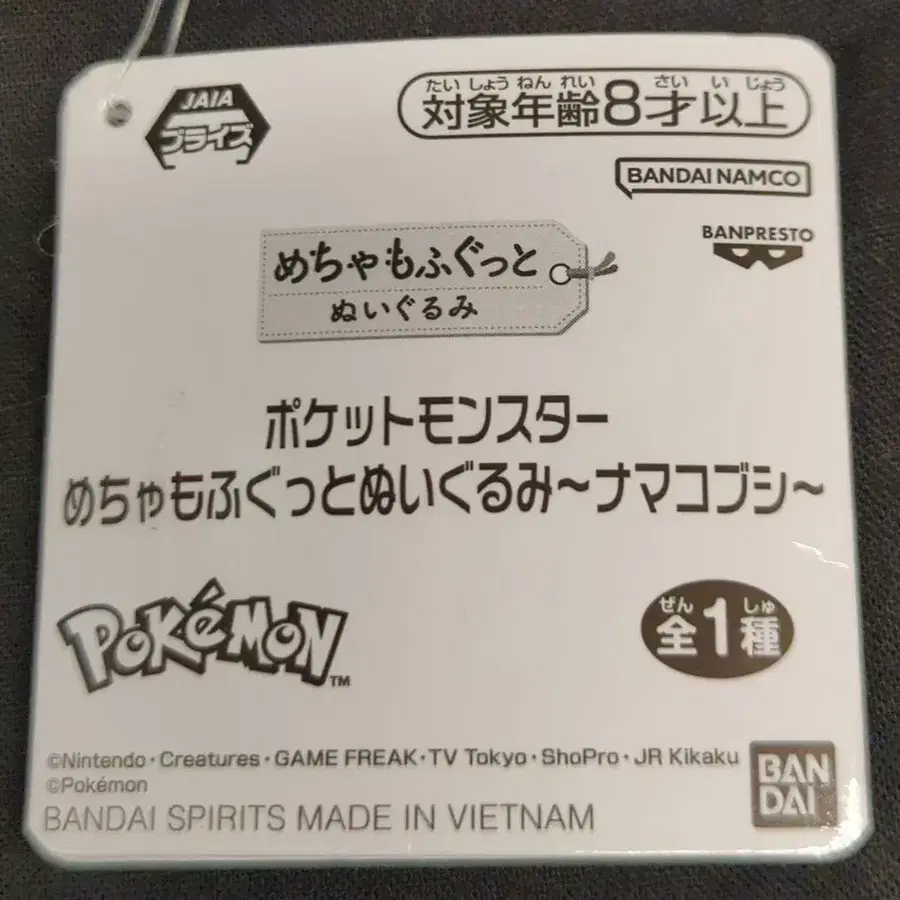 JAIA
プライズ
たいしょうねんれい さいいじょう
対象年齢8才以上
BANDAI NAMCO
BANPRESTO
めちゃもふぐっと
ぬいぐるみ
ポケットモンスター
めちゃもふぐっとぬいぐるみ～ナマコブシ～
POKéMON™
ぜん しゅ
全1種
©Nintendo・Creatures・GAME FREAK・TV Tokyo・ShoPro・JR Kikaku
©Pokémon
BANDAI SPIRITS MADE IN VIETNAM
BAN
DAI